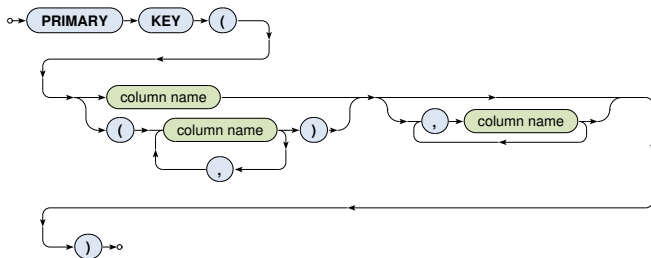 PRIMARY KEY (
column name
( column name )
,
, column name
)